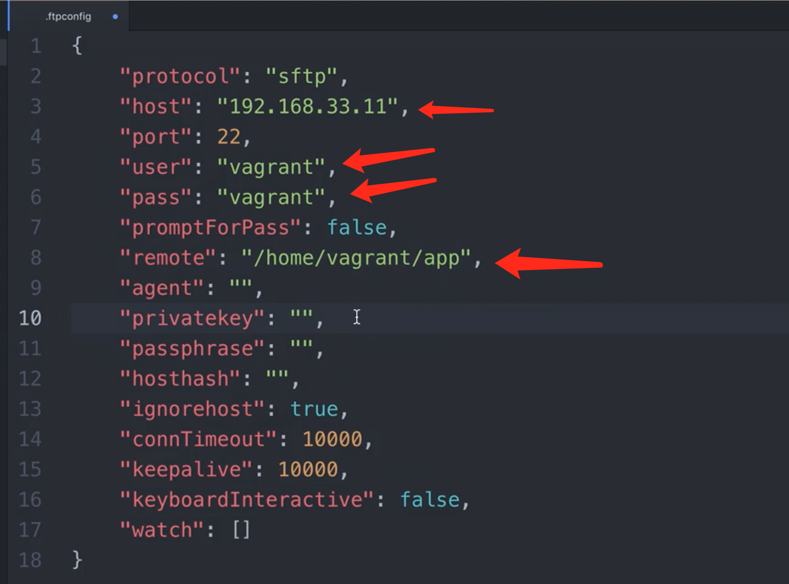 .ftpconfig
1 {
2 "protocol": "sftp",
3 "host": "192.168.33.11",
4 "port": 22,
5 "user": "vagrant",
6 "pass": "vagrant",
7 "promptForPass": false,
8 "remote": "/home/vagrant/app",
9 "agent": "",
10 "privatekey": "",
11 "passphrase": "",
12 "hosthash": "",
13 "ignorehost": true,
14 "connTimeout": 10000,
15 "keepalive": 10000,
16 "keyboardInteractive": false,
17 "watch": []
18 }